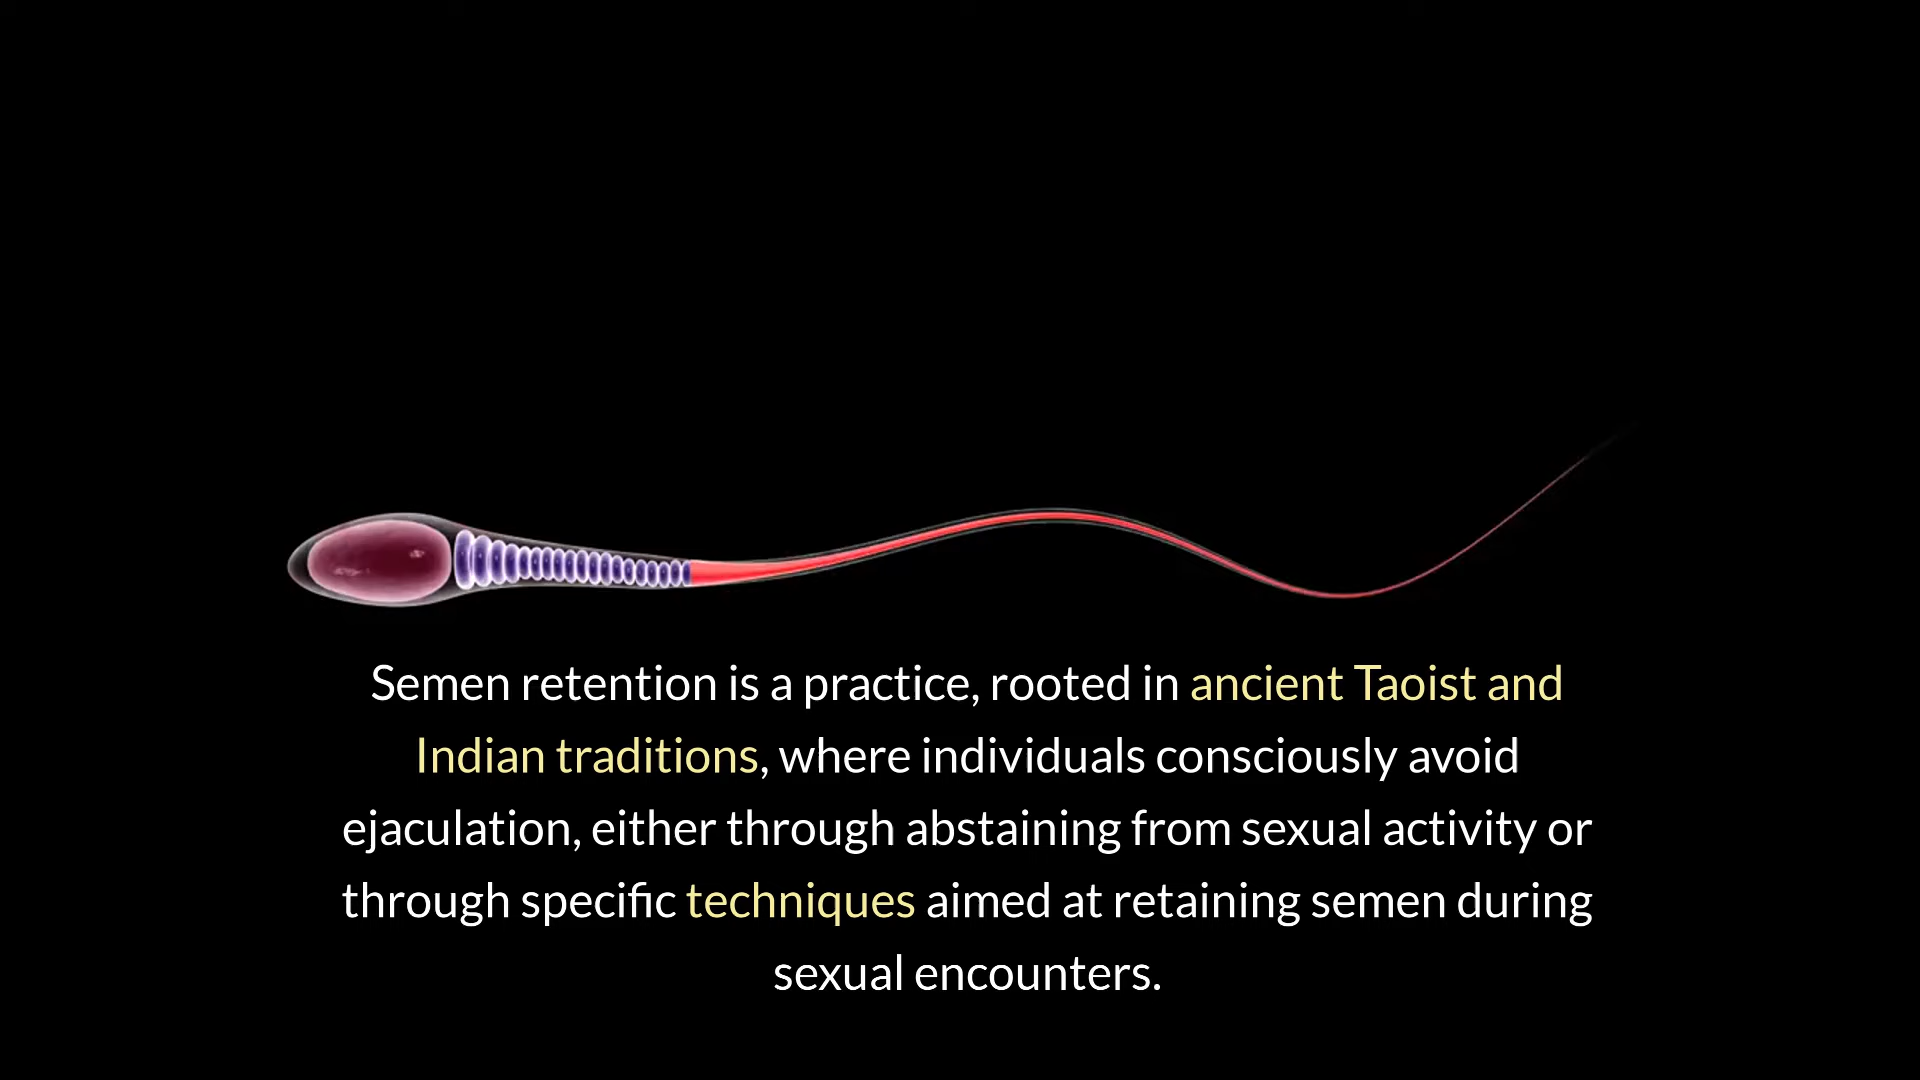 Semen retention is a practice, rooted in ancient Taoist and
Indian traditions, where individuals consciously avoid
ejaculation, either through abstaining from sexual activity or
through specific techniques aimed at retaining semen during
sexual encounters.